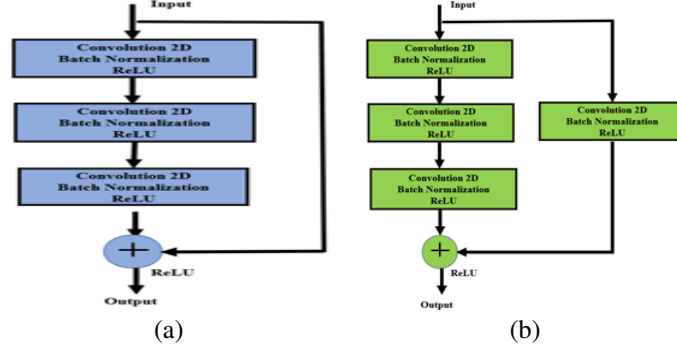 Input
Convolution 2D
Batch Normalization
ReLU
Convolution 2D
Batch Normalization
ReLU
Convolution 2D
Batch Normalization
ReLU
+
ReLU
Output
(a)
Input
Convolution 2D
Batch Normalization
ReLU
Convolution 2D
Batch Normalization
ReLU
Convolution 2D
Batch Normalization
ReLU
Convolution 2D
Batch Normalization
ReLU
+
ReLU
Output
(b)